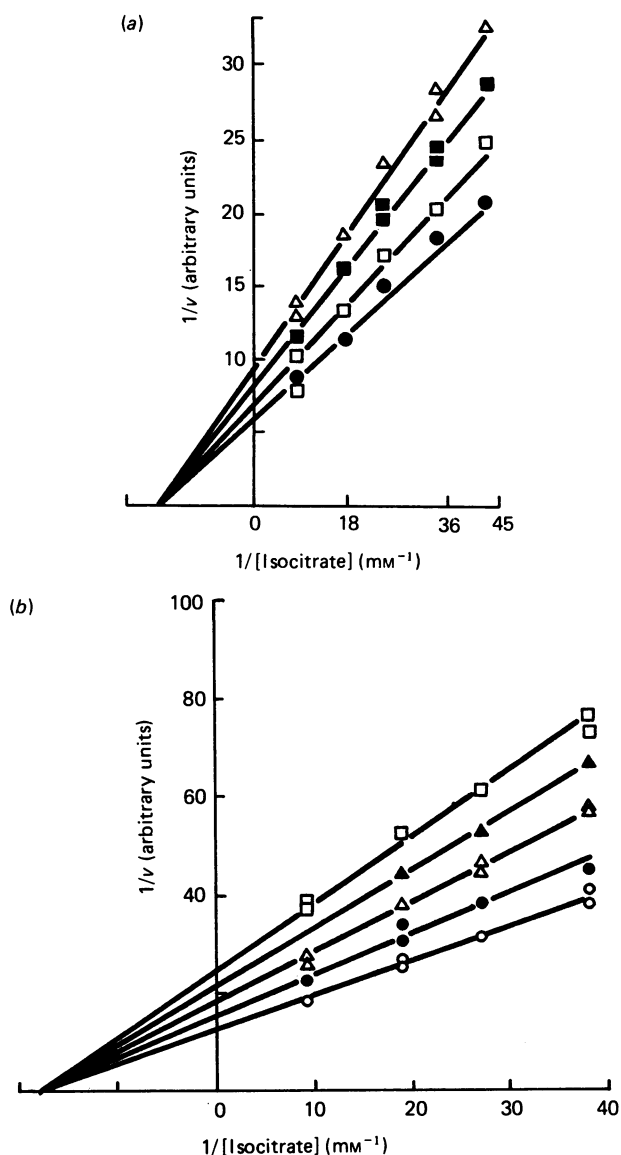 (a)
30
25
20
15
10
1/v (arbitrary units)
0 18 36 45
1/[Isocitrate] (mM⁻¹)
(b)
100
80
60
40
1/v (arbitrary units)
0 10 20 30 40
1/[Isocitrate] (mM⁻¹)